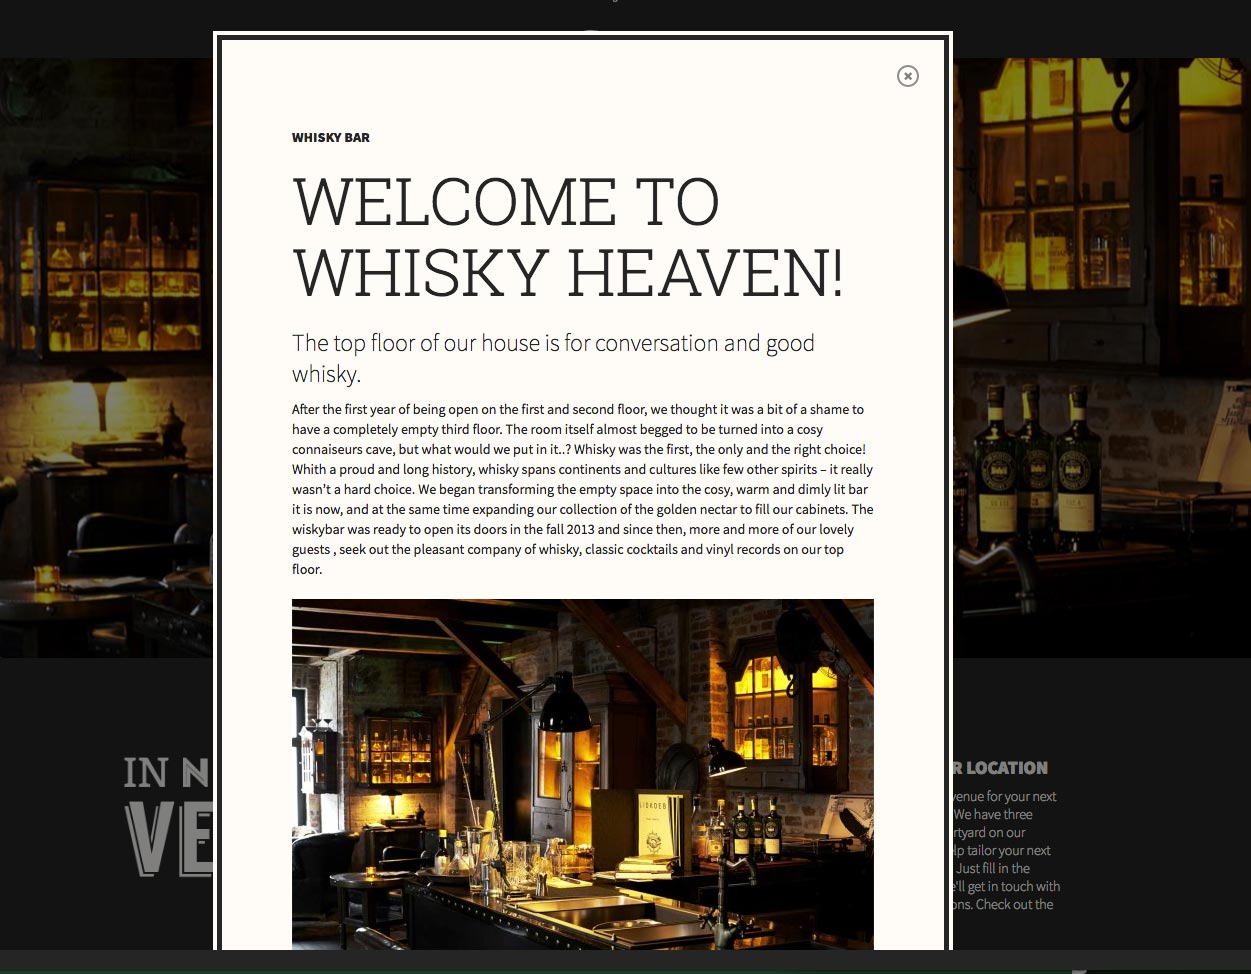 WHISKY BAR
WELCOME TO
WHISKY HEAVEN!
The top floor of our house is for conversation and good
whisky.
After the first year of being open on the first and second floor, we thought it was a bit of a shame to
have a completely empty third floor. The room itself almost begged to be turned into a cosy
connaiseurs cave, but what would we put in it..? Whisky was the first, the only and the right choice!
Whith a proud and long history, whisky spans continents and cultures like few other spirits – it really
wasn't a hard choice. We began transforming the empty space into the cosy, warm and dimly lit bar
it is now, and at the same time expanding our collection of the golden nectar to fill our cabinets. The
wiskybar was ready to open its doors in the fall 2013 and since then, more and more of our lovely
guests , seek out the pleasant company of whisky, classic cocktails and vinyl records on our top
floor.
IN N
VE
R LOCATION
venue for your next
We have three
rtyard on our
lp tailor your next
Just fill in the
e'll get in touch with
ons. Check out the